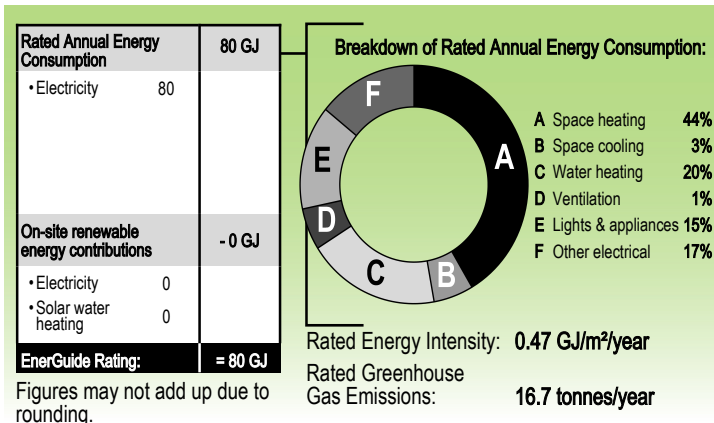 Rated Annual Energy
Consumption
80 GJ
• Electricity 80
On-site renewable
energy contributions
- 0 GJ
• Electricity 0
• Solar water
heating 0
EnerGuide Rating: = 80 GJ
Figures may not add up due to
rounding.
Breakdown of Rated Annual Energy Consumption:
A
B
C
D
E
F
A Space heating 44%
B Space cooling 3%
C Water heating 20%
D Ventilation 1%
E Lights & appliances 15%
F Other electrical 17%
Rated Energy Intensity: 0.47 GJ/m²/year
Rated Greenhouse
Gas Emissions: 16.7 tonnes/year